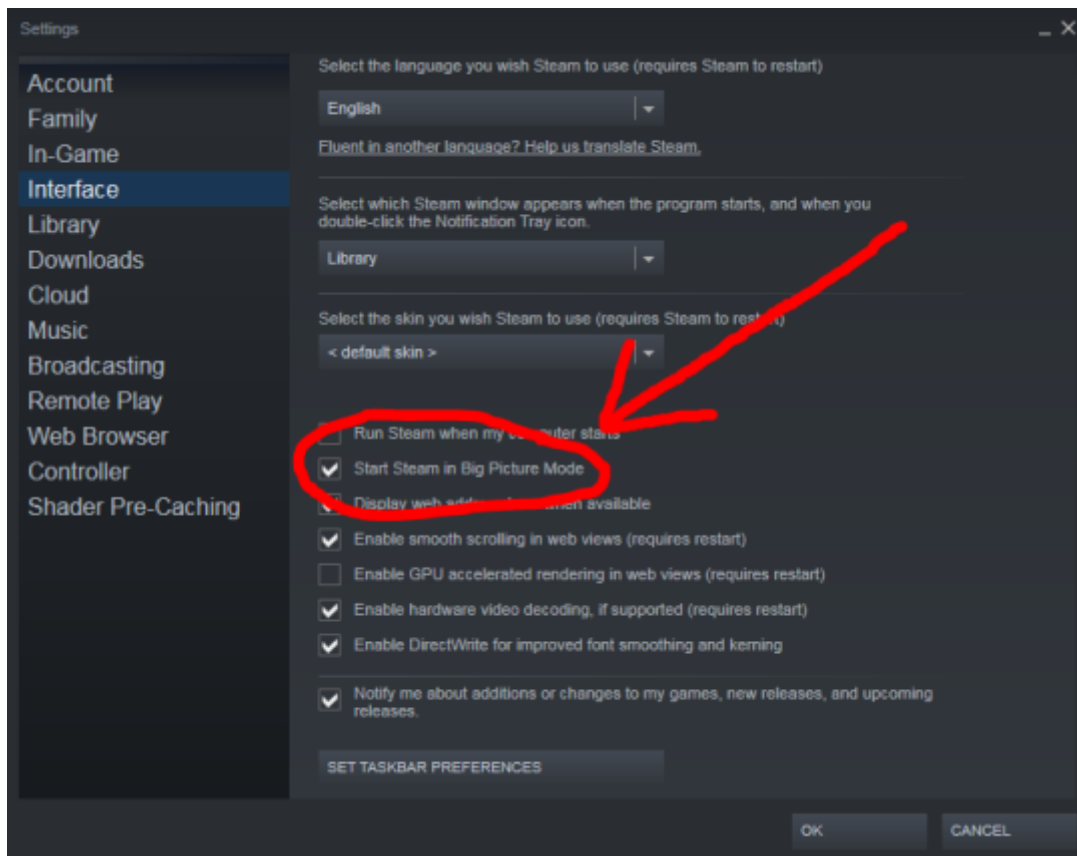 Settings
Account
Family
In-Game
Interface
Library
Downloads
Cloud
Music
Broadcasting
Remote Play
Web Browser
Controller
Shader Pre-Caching
Select the language you wish Steam to use (requires Steam to restart)
English
Fluent in another language? Help us translate Steam.
Select which Steam window appears when the program starts, and when you
double-click the Notification Tray icon.
Library
Select the skin you wish Steam to use (requires Steam to restart)
< default skin >
Run Steam when my computer starts
Start Steam in Big Picture Mode
Display web address when available
Enable smooth scrolling in web views (requires restart)
Enable GPU accelerated rendering in web views (requires restart)
Enable hardware video decoding, if supported (requires restart)
Enable DirectWrite for improved font smoothing and kerning
Notify me about additions or changes to my games, new releases, and upcoming
releases.
SET TASKBAR PREFERENCES
OK
CANCEL